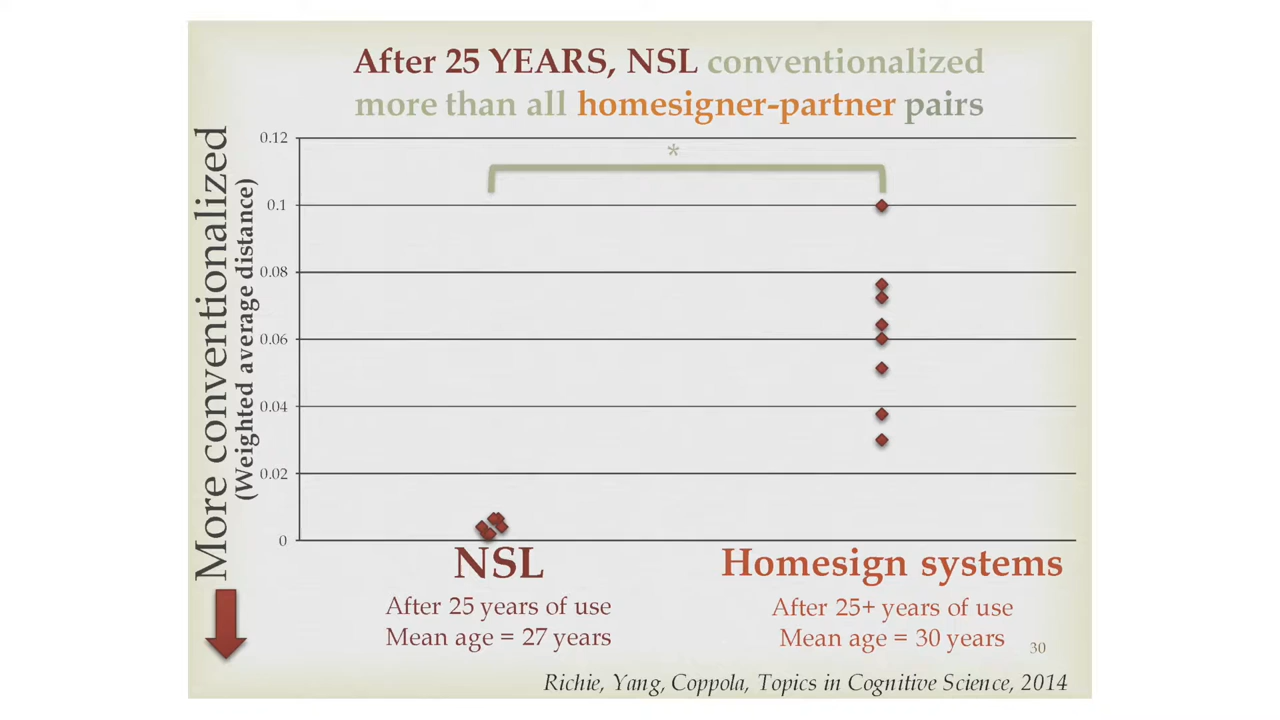 After 25 YEARS, NSL conventionalized
more than all homesigner-partner pairs
More conventionalized
(Weighted average distance)
0.12
0.1
0.08
0.06
0.04
0.02
0
*
NSL
After 25 years of use
Mean age = 27 years
Homesign systems
After 25+ years of use
Mean age = 30 years
30
Richie, Yang, Coppola, Topics in Cognitive Science, 2014